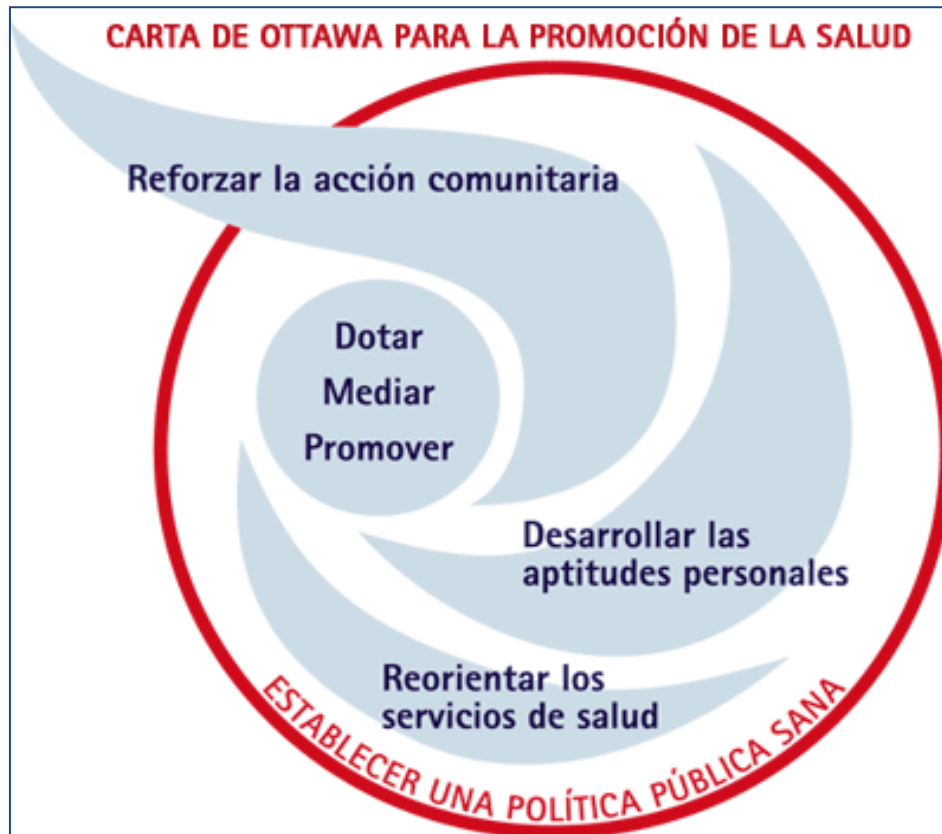 CARTA DE OTTAWA PARA LA PROMOCIÓN DE LA SALUD
Reforzar la acción comunitaria
Dotar
Mediar
Promover
Desarrollar las
aptitudes personales
Reorientar los
servicios de salud
ESTABLECER UNA POLÍTICA PÚBLICA SANA